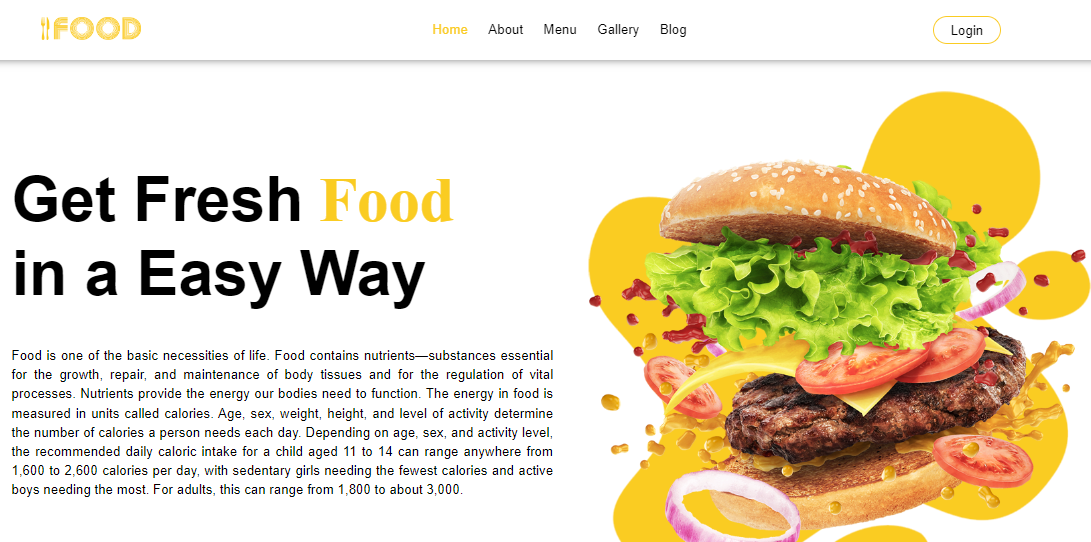 FOOD
Home About Menu Gallery Blog
Login
Get Fresh Food
in a Easy Way
Food is one of the basic necessities of life. Food contains nutrients—substances essential
for the growth, repair, and maintenance of body tissues and for the regulation of vital
processes. Nutrients provide the energy our bodies need to function. The energy in food is
measured in units called calories. Age, sex, weight, height, and level of activity determine
the number of calories a person needs each day. Depending on age, sex, and activity level,
the recommended daily caloric intake for a child aged 11 to 14 can range anywhere from
1,600 to 2,600 calories per day, with sedentary girls needing the fewest calories and active
boys needing the most. For adults, this can range from 1,800 to about 3,000.